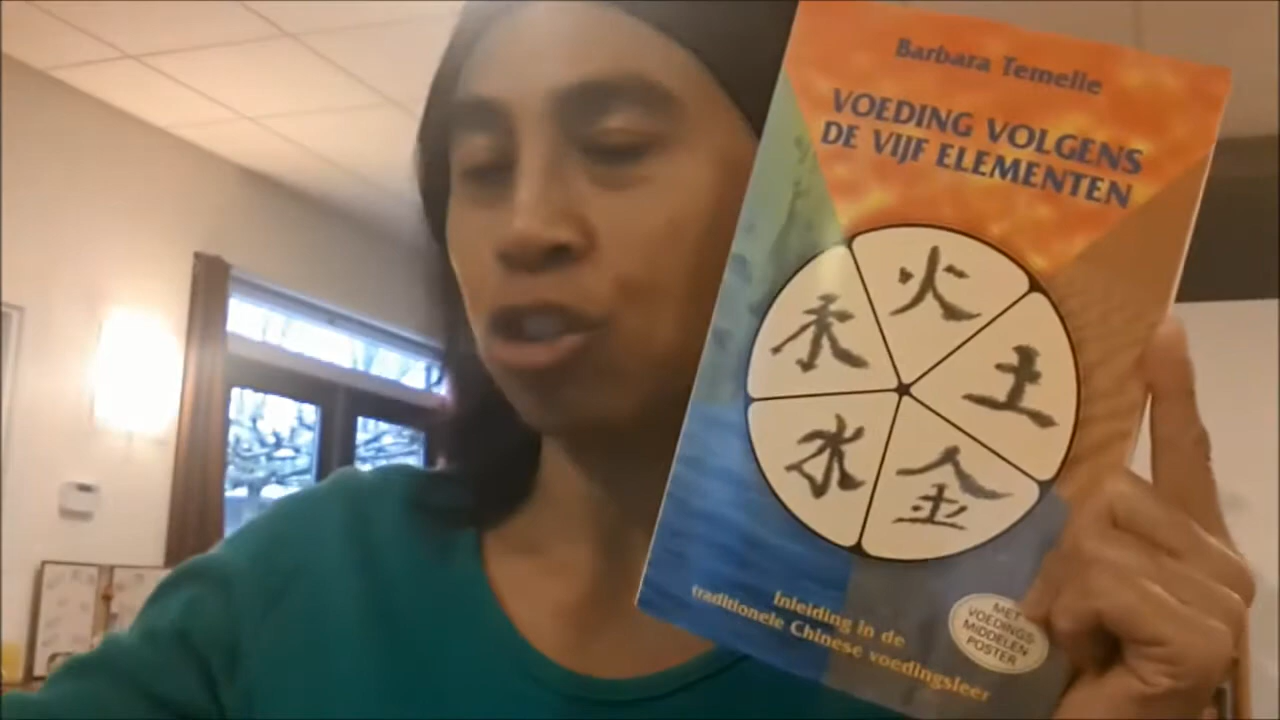 Barbara Temelie
VOEDING VOLGENS
DE VIJF ELEMENTEN
火
木
土
水
金
Inleiding in de
traditionele Chinese voedingsleer
MET
VOEDINGS
MIDDELEN
POSTER